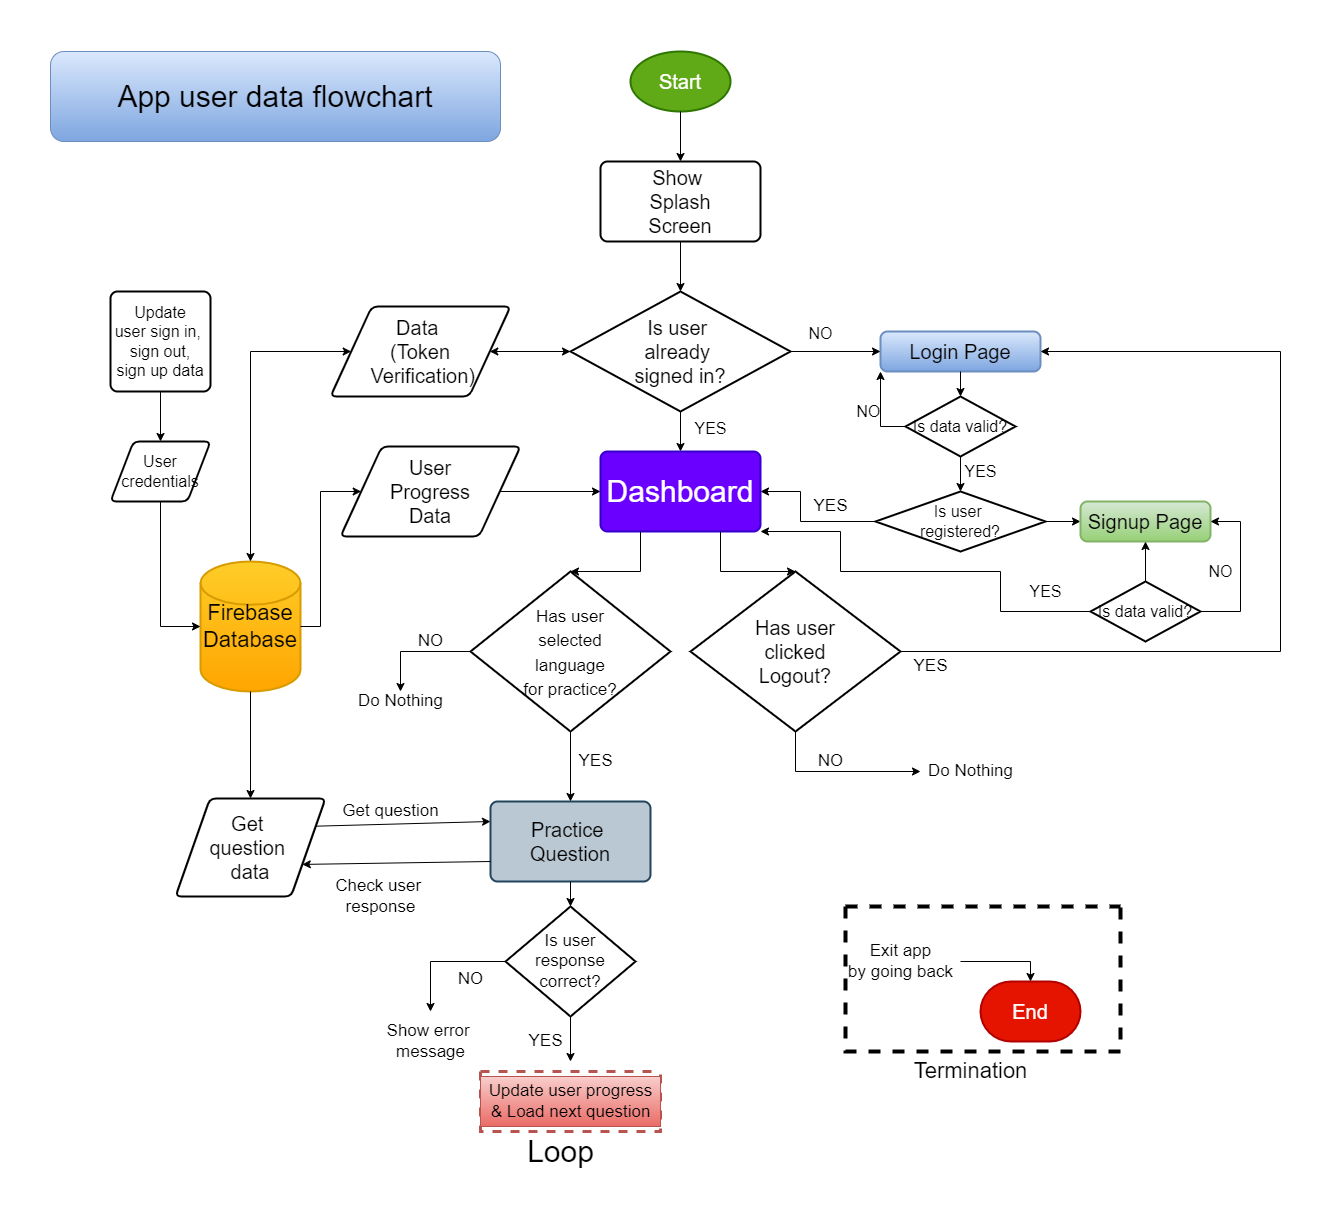 App user data flowchart
Start
Show
Splash
Screen
Update
user sign in,
sign out,
sign up data
Data
(Token
Verification)
Is user
already
signed in?
NO
Login Page
NO
Is data valid?
YES
YES
User
credentials
User
Progress
Data
Dashboard
YES
Is user
registered?
Signup Page
NO
YES
Is data valid?
Firebase
Database
NO
Has user
selected
language
for practice?
Has user
clicked
Logout?
YES
Do Nothing
YES
NO
Do Nothing
Get
question
data
Get question
Practice
Question
Check user
response
Is user
response
correct?
NO
Show error
message
YES
Update user progress
& Load next question
Loop
Exit app
by going back
End
Termination